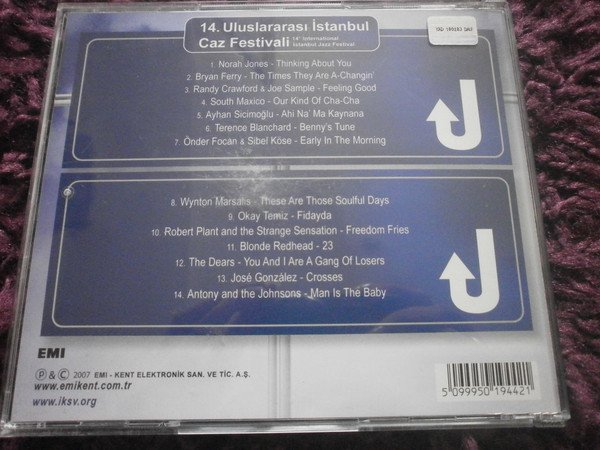 14. Uluslararası İstanbul
Caz Festivali 14th International
İstanbul Jazz Festival
1. Norah Jones - Thinking About You
2. Bryan Ferry - The Times They Are A-Changin'
3. Randy Crawford & Joe Sample - Feeling Good
4. South Maxico - Our Kind Of Cha-Cha
5. Ayhan Sicimoğlu - Ahi Na' Ma Kaynana
6. Terence Blanchard - Benny's Tune
7. Önder Focan & Sibel Köse - Early In The Morning
8. Wynton Marsalis - These Are Those Soulful Days
9. Okay Temiz - Fidayda
10. Robert Plant and the Strange Sensation - Freedom Fries
11. Blonde Redhead - 23
12. The Dears - You And I Are A Gang Of Losers
13. José González - Crosses
14. Antony and the Johnsons - Man Is The Baby
EMI
℗ & © 2007 EMI - KENT ELEKTRONİK SAN. VE TİC. A.Ş.
www.emikent.com.tr
www.iksv.org
5 099950 194421